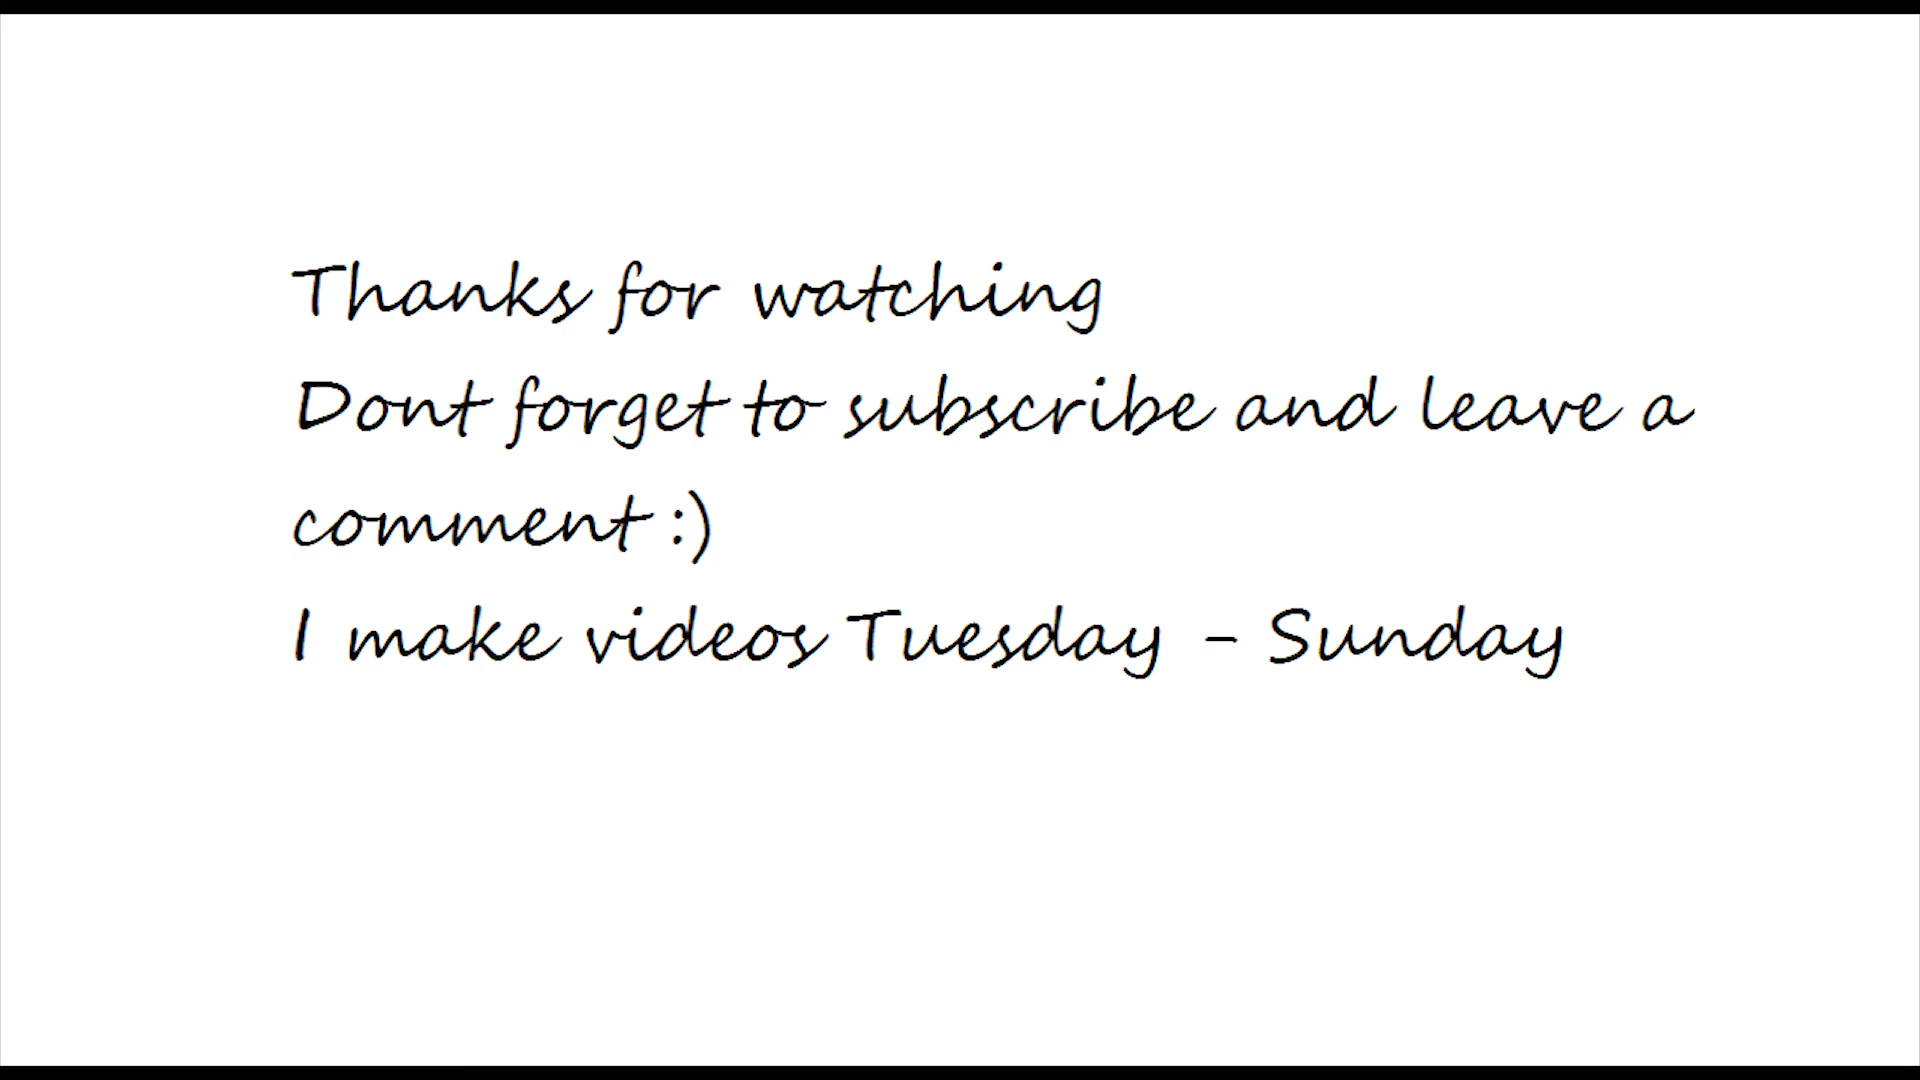 Thanks for watching
Dont forget to subscribe and leave a
comment :)
I make videos Tuesday - Sunday